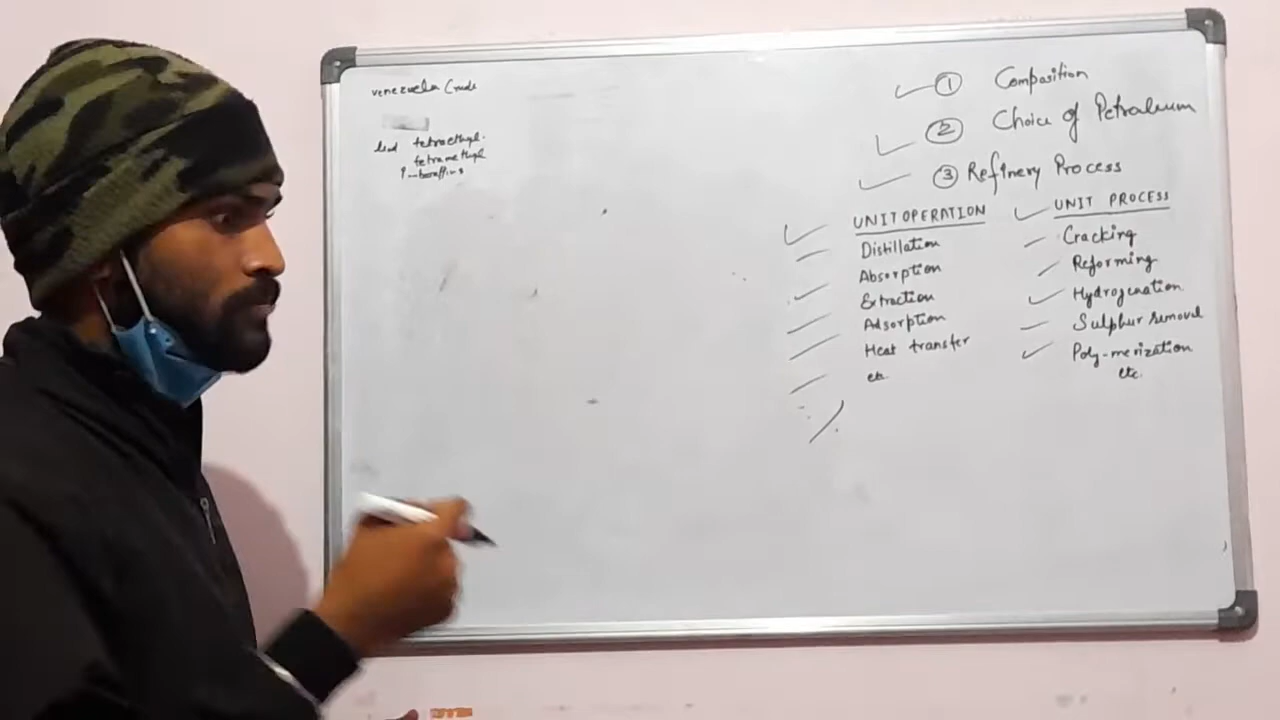 venezuela Crude
lead tetraethyl.
tetramethyl
① Composition
② Choice of Petraluum
③ Refinery Process
UNIT OPERATION
Distillation
Absorption
Extraction
Adsorption
Heat transfer
etc
UNIT PROCESS
Cracking
Reforming
Hydrogenation
Sulphur removal
Poly-merization
etc.